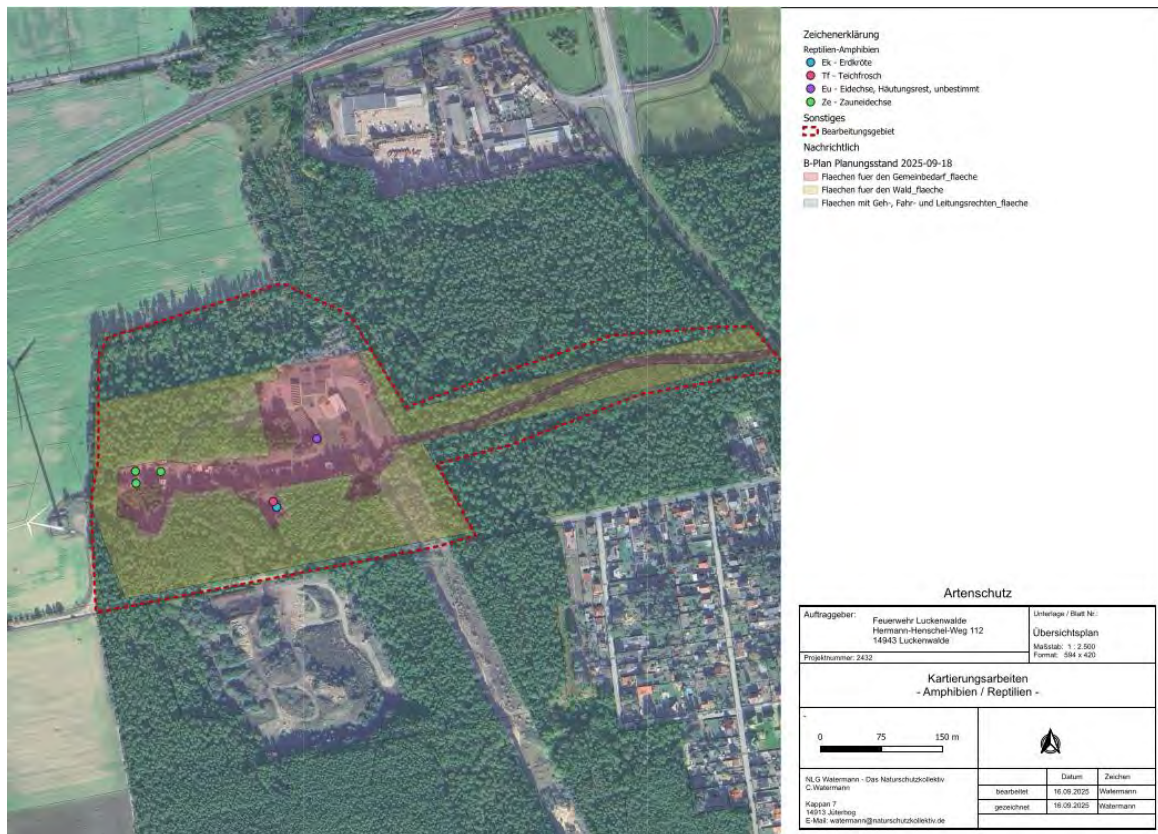 Zeichenerklärung
Reptilien-Amphibien
Ek - Erdkröte
Tf - Teichfrosch
Eu - Eidechse, Häutungsrest, unbestimmt
Ze - Zauneidechse
Sonstiges
Bearbeitungsgebiet
Nachrichtlich
B-Plan Planungsstand 2025-09-18
Flaechen fuer den Gemeinbedarf_flaeche
Flaechen fuer den Wald_flaeche
Flaechen mit Geh-, Fahr- und Leitungsrechten_flaeche
Artenschutz
Auftraggeber:
Feuerwehr Luckenwalde
Hermann-Henschel-Weg 112
14943 Luckenwalde
Projektnummer: 2432
Unterlage / Blatt Nr.:
Übersichtsplan
Maßstab: 1 : 2.500
Format: 594 x 420
Kartierungsarbeiten
- Amphibien / Reptilien -
-
0 75 150 m
NLG Watermann - Das Naturschutzkollektiv
C.Watermann
Kappan 7
14913 Jüterbog
E-Mail: watermann@naturschutzkollektiv.de
Datum Zeichen
bearbeitet 16.09.2025 Watermann
gezeichnet 16.09.2025 Watermann